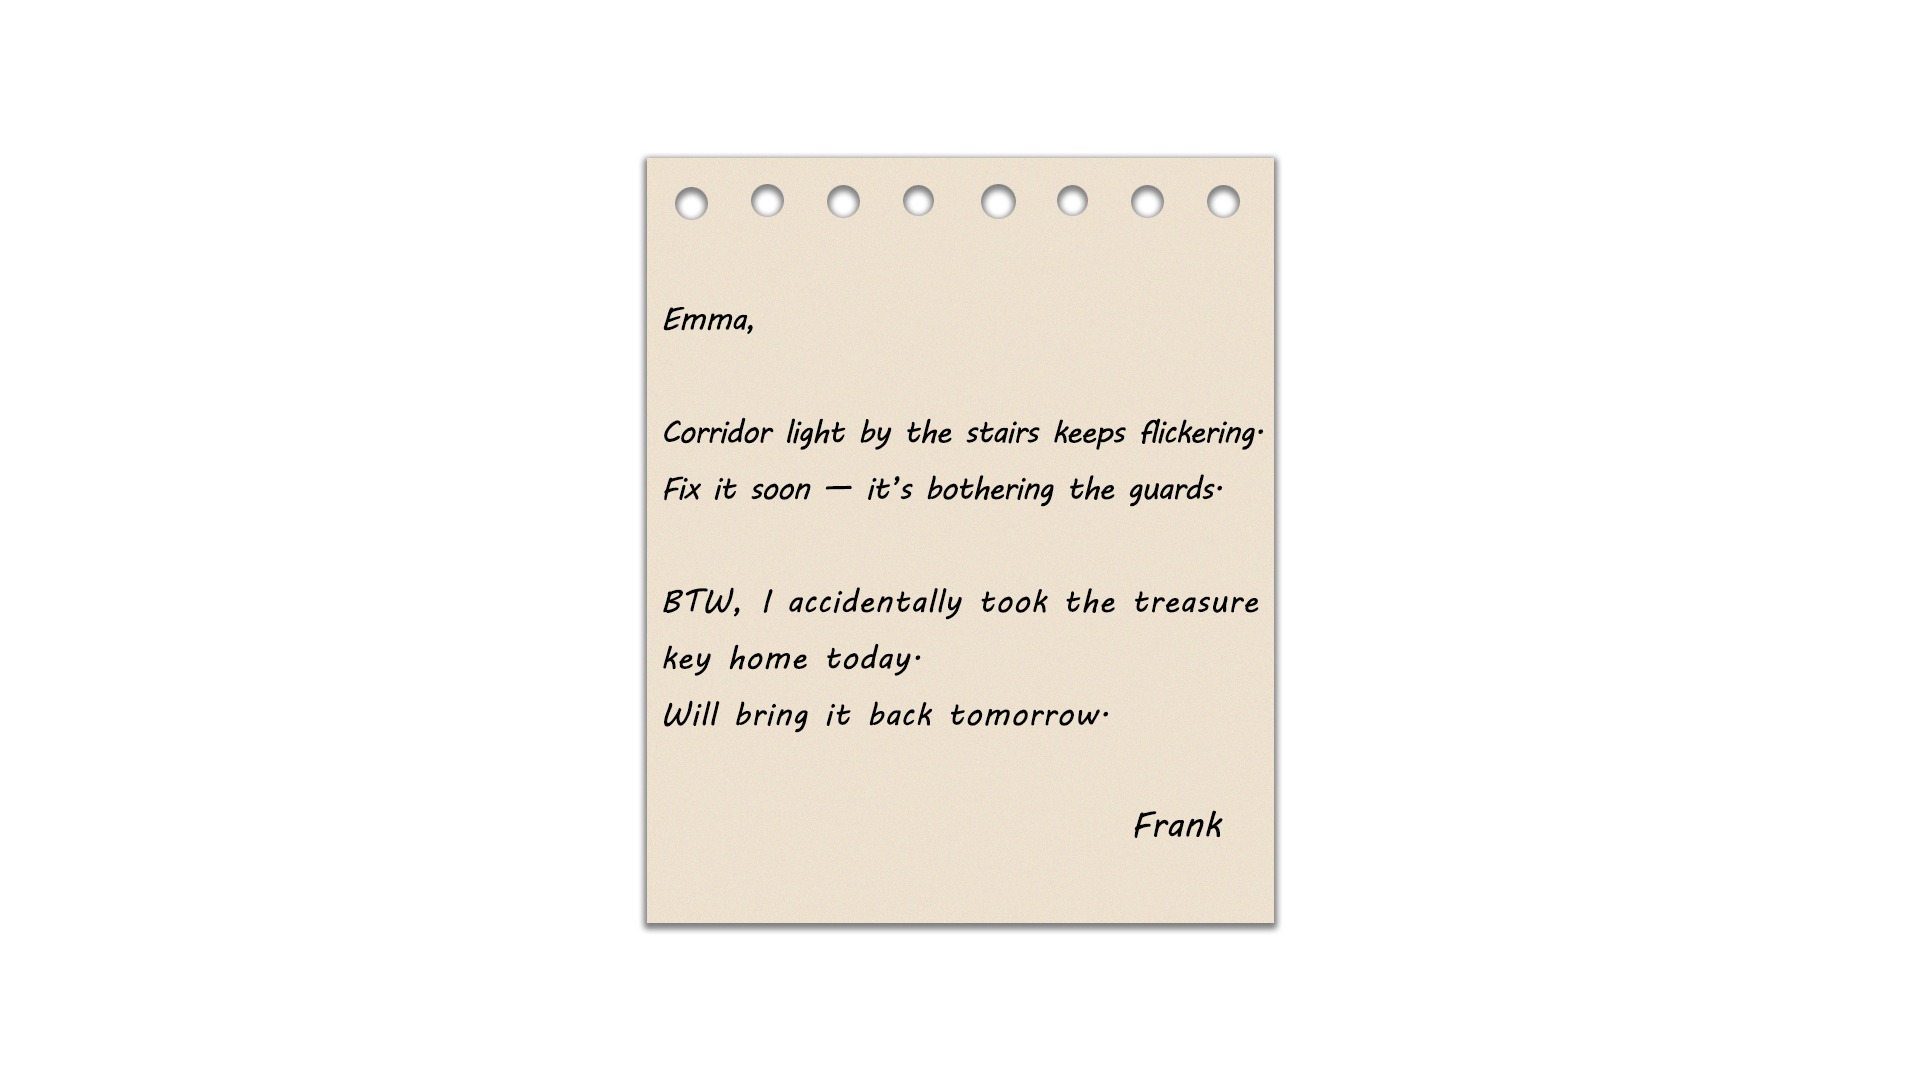 Emma,
Corridor light by the stairs keeps flickering.
Fix it soon — it’s bothering the guards.
BTW, I accidentally took the treasure
key home today.
Will bring it back tomorrow.
Frank